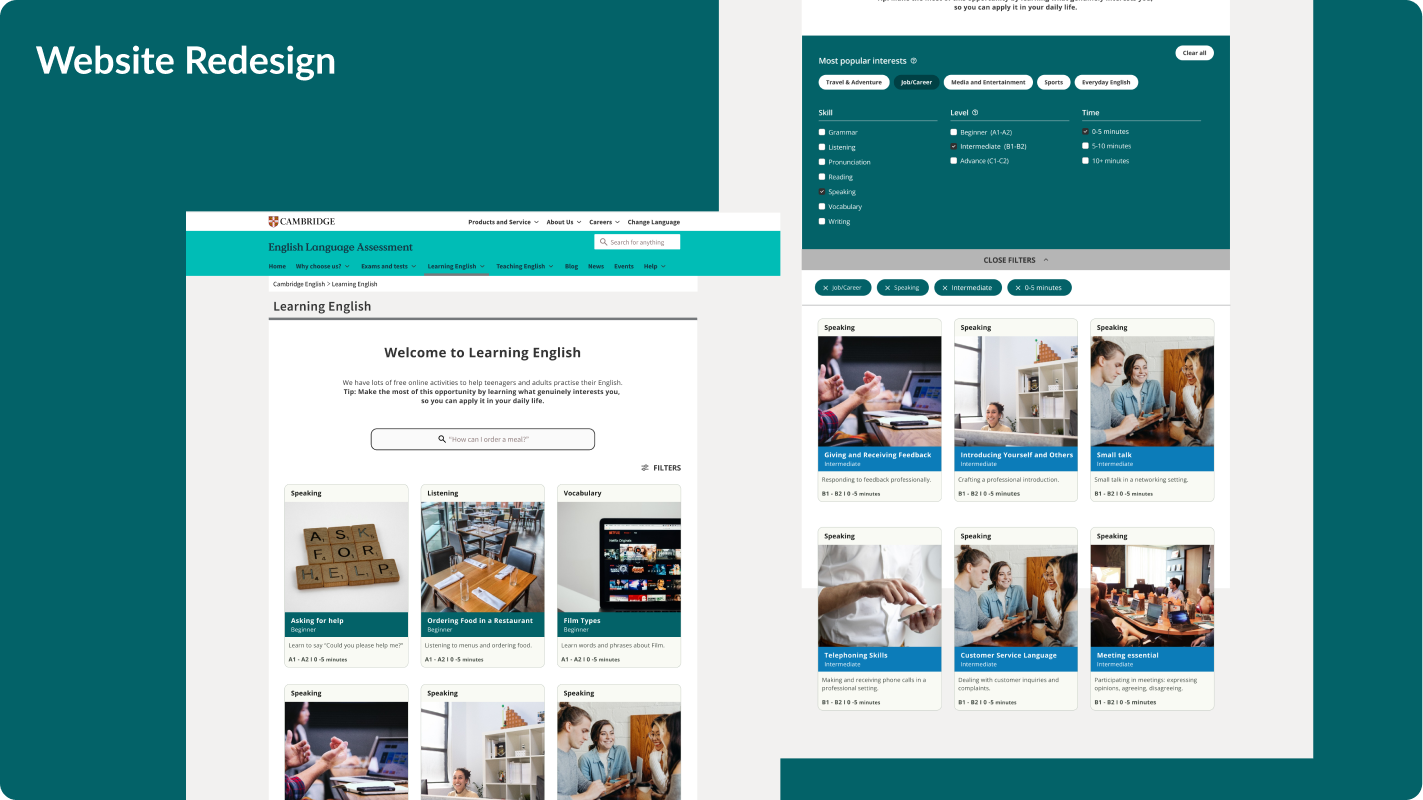 Website Redesign
CAMBRIDGE
Products and Service
About Us
Careers
Change Language
English Language Assessment
Search for anything
Home
Why choose us?
Exams and tests
Learning English
Teaching English
Blog
News
Events
Help
Cambridge English > Learning English
Learning English
Welcome to Learning English
We have lots of free online activities to help teenagers and adults practise their English.
Tip: Make the most of this opportunity by learning what genuinely interests you,
so you can apply it in your daily life.
"How can I order a meal?"
FILTERS
Speaking
ASK
FOR
HELP
Asking for help
Beginner
Learn to say "Could you please help me?"
A1 - A2 I 0 -5 minutes
Listening
Ordering Food in a Restaurant
Beginner
Listening to menus and ordering food.
A1 - A2 I 0 -5 minutes
Vocabulary
Film Types
Beginner
Learn words and phrases about Film.
A1 - A2 I 0 -5 minutes
Speaking
Speaking
Speaking
so you can apply it in your daily life.
Clear all
Most popular interests
Travel & Adventure
Job/Career
Media and Entertainment
Sports
Everyday English
Skill
Grammar
Listening
Pronunciation
Reading
Speaking
Vocabulary
Writing
Level
Beginner (A1-A2)
Intermediate (B1-B2)
Advance (C1-C2)
Time
0-5 minutes
5-10 minutes
10+ minutes
CLOSE FILTERS
Job/Career
Speaking
Intermediate
0-5 minutes
Speaking
Giving and Receiving Feedback
Intermediate
Responding to feedback professionally.
B1 - B2 I 0 -5 minutes
Speaking
Introducing Yourself and Others
Intermediate
Crafting a professional introduction.
B1 - B2 I 0 -5 minutes
Speaking
Small talk
Intermediate
Small talk in a networking setting.
B1 - B2 I 0 -5 minutes
Speaking
Telephoning Skills
Intermediate
Making and receiving phone calls in a
professional setting.
B1 - B2 I 0 -5 minutes
Speaking
Customer Service Language
Intermediate
Dealing with customer inquiries and
complaints.
B1 - B2 I 0 -5 minutes
Speaking
Meeting essential
Intermediate
Participating in meetings: expressing
opinions, agreeing, disagreeing.
B1 - B2 I 0 -5 minutes